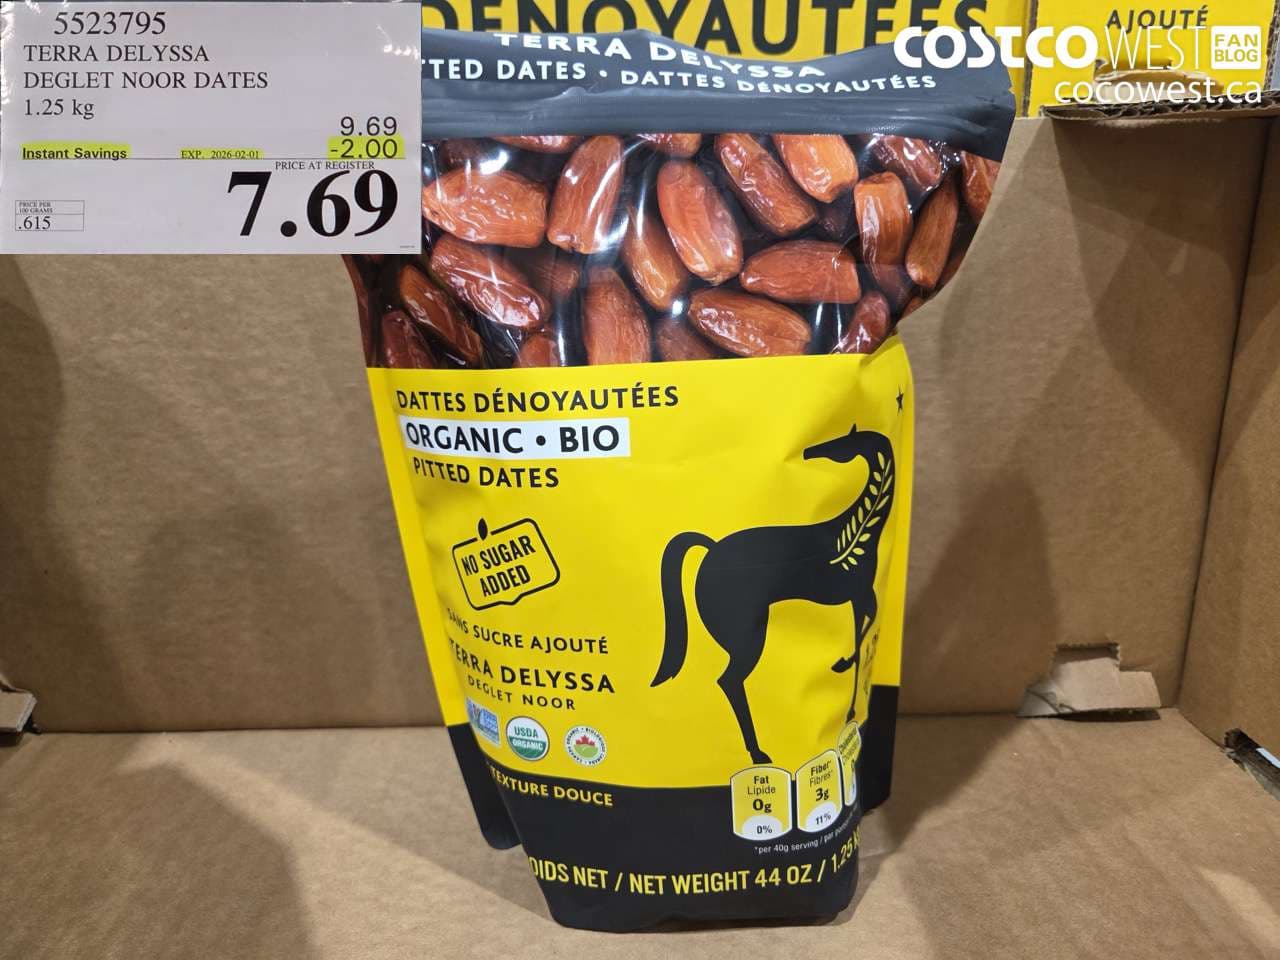 5523795
TERRA DELYSSA
DEGLET NOOR DATES
1.25 kg
9.69
Instant Savings EXP. 2026-02-01 -2.00
PRICE AT REGISTER
7.69
PRICE PER
100 GRAMS
.615
DÉNOYAUTÉES
AJOUTÉ
COSTCO WEST FAN BLOG
cocowest.ca
TERRA DELYSSA
TTED DATES • DATTES DÉNOYAUTÉES
DATTES DÉNOYAUTÉES
ORGANIC • BIO
PITTED DATES
NO SUGAR
ADDED
SANS SUCRE AJOUTÉ
TERRA DELYSSA
DEGLET NOOR
USDA
ORGANIC
TEXTURE DOUCE
Fat
Lipide
0g
0%
Fiber*
Fibres*
3g
11%
*per 40g serving / par
OIDS NET / NET WEIGHT 44 OZ / 1.25 k